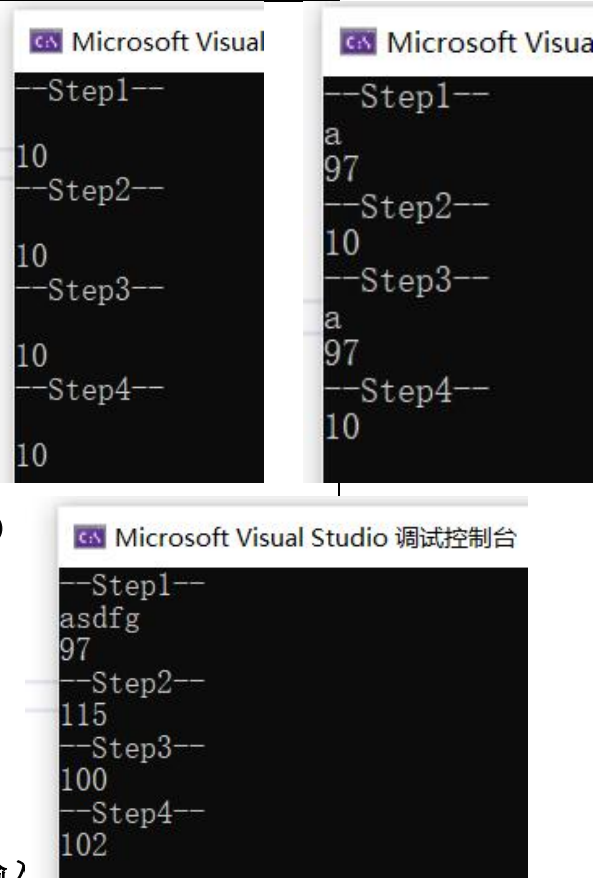 Microsoft Visual
--Step1--
10
--Step2--
10
--Step3--
10
--Step4--
10
Microsoft Visua
--Step1--
a
97
--Step2--
10
--Step3--
a
97
--Step4--
10
)
Microsoft Visual Studio 调试控制台
--Step1--
asdfg
97
--Step2--
115
--Step3--
100
--Step4--
102